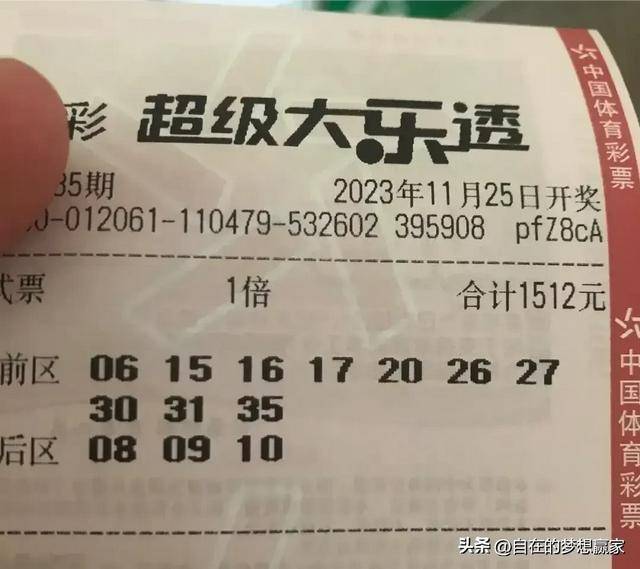 彩 超级大乐透
35期 2023年11月25日开奖
0-012061-110479-532602 395908 pfZ8cA
式票 1倍 合计1512元
前区 06 15 16 17 20 26 27
30 31 35
后区 08 09 10
中国体育彩票
中国体育彩票
头条 @自在的梦想赢家